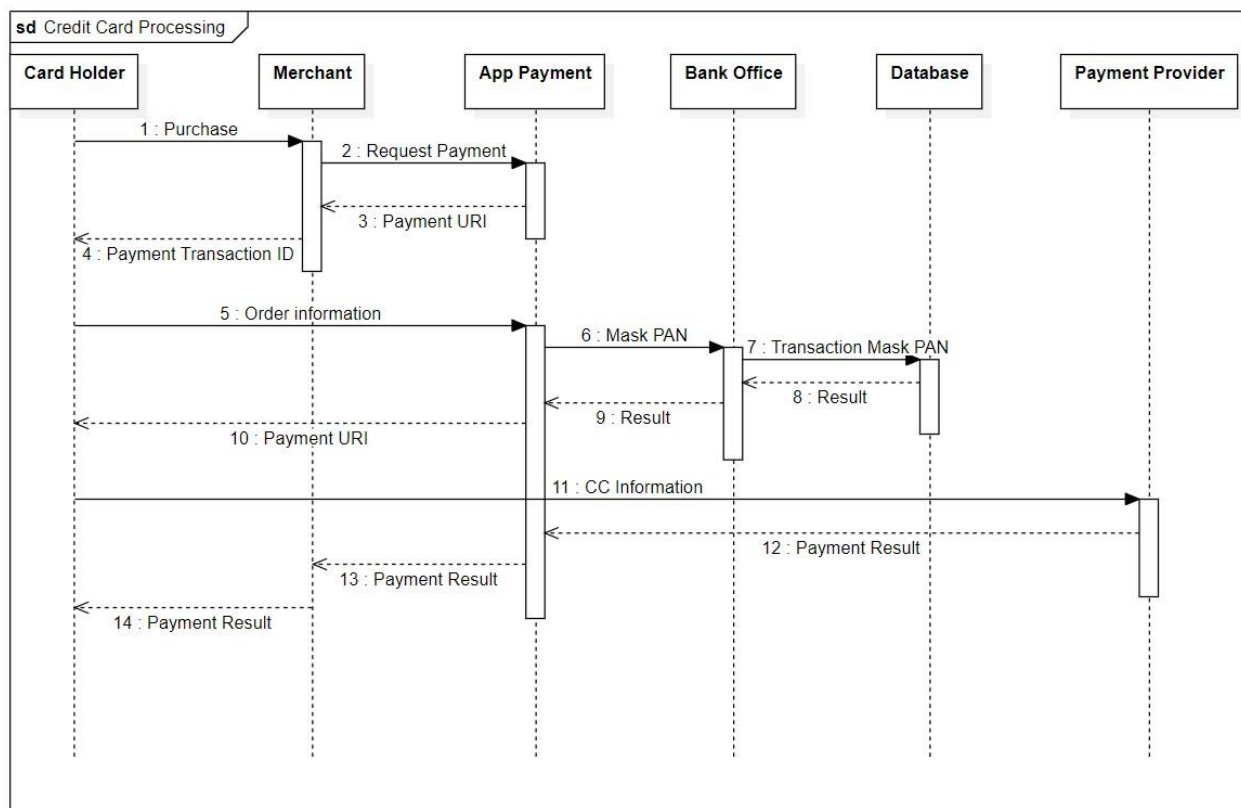 sd Credit Card Processing
Card Holder
Merchant
App Payment
Bank Office
Database
Payment Provider
1 : Purchase
2 : Request Payment
3 : Payment URI
4 : Payment Transaction ID
5 : Order information
6 : Mask PAN
7 : Transaction Mask PAN
8 : Result
9 : Result
10 : Payment URI
11 : CC Information
12 : Payment Result
13 : Payment Result
14 : Payment Result